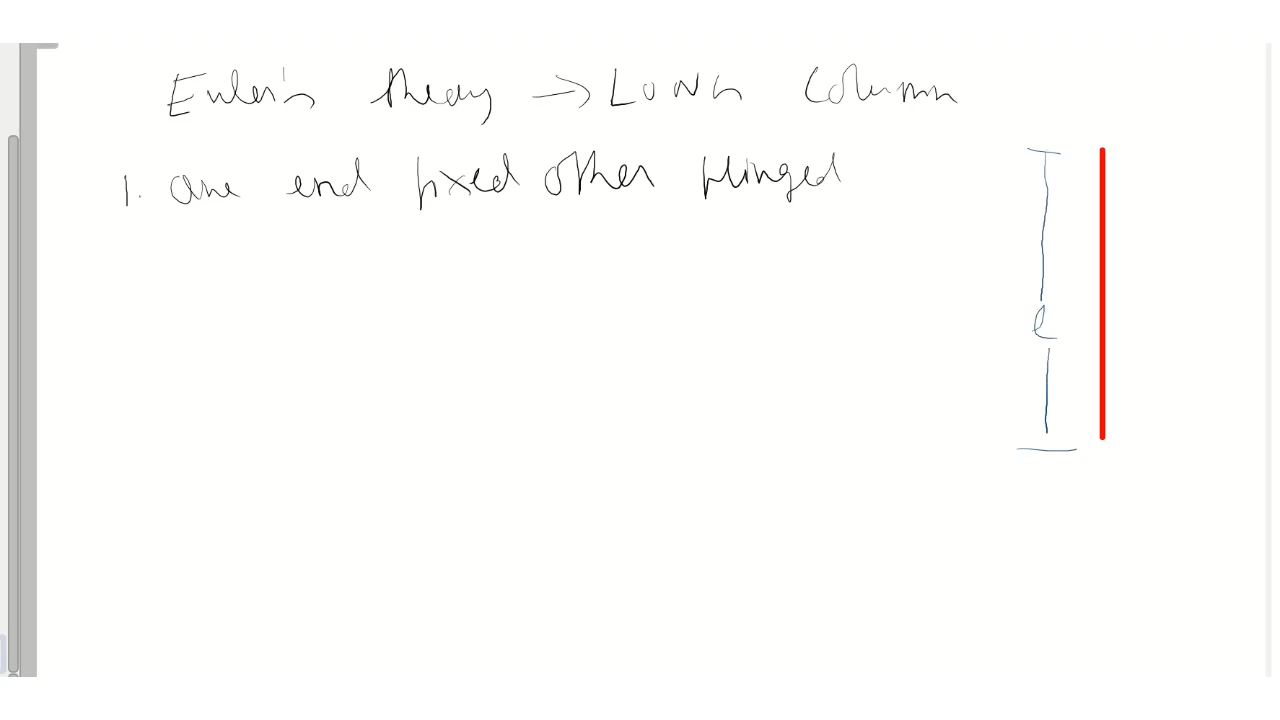 Euler's theory → LONG column
1. one end fixed other hinged
l